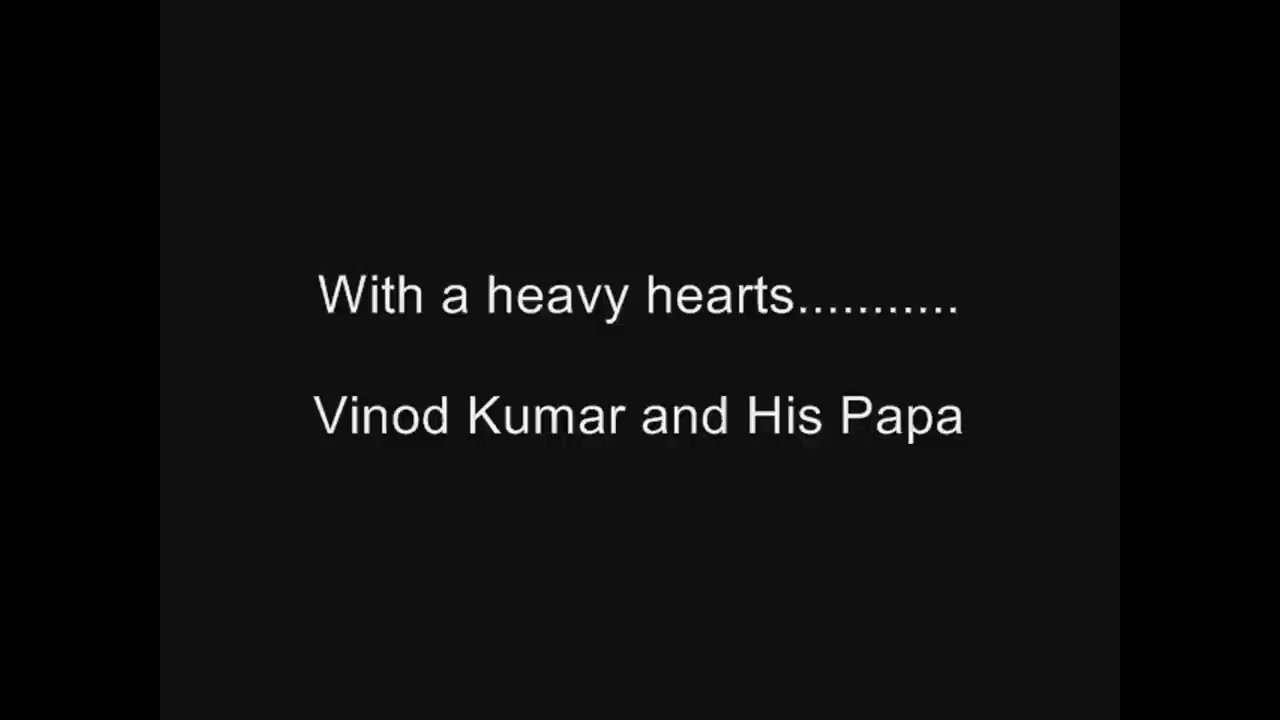 With a heavy hearts...........
Vinod Kumar and His Papa